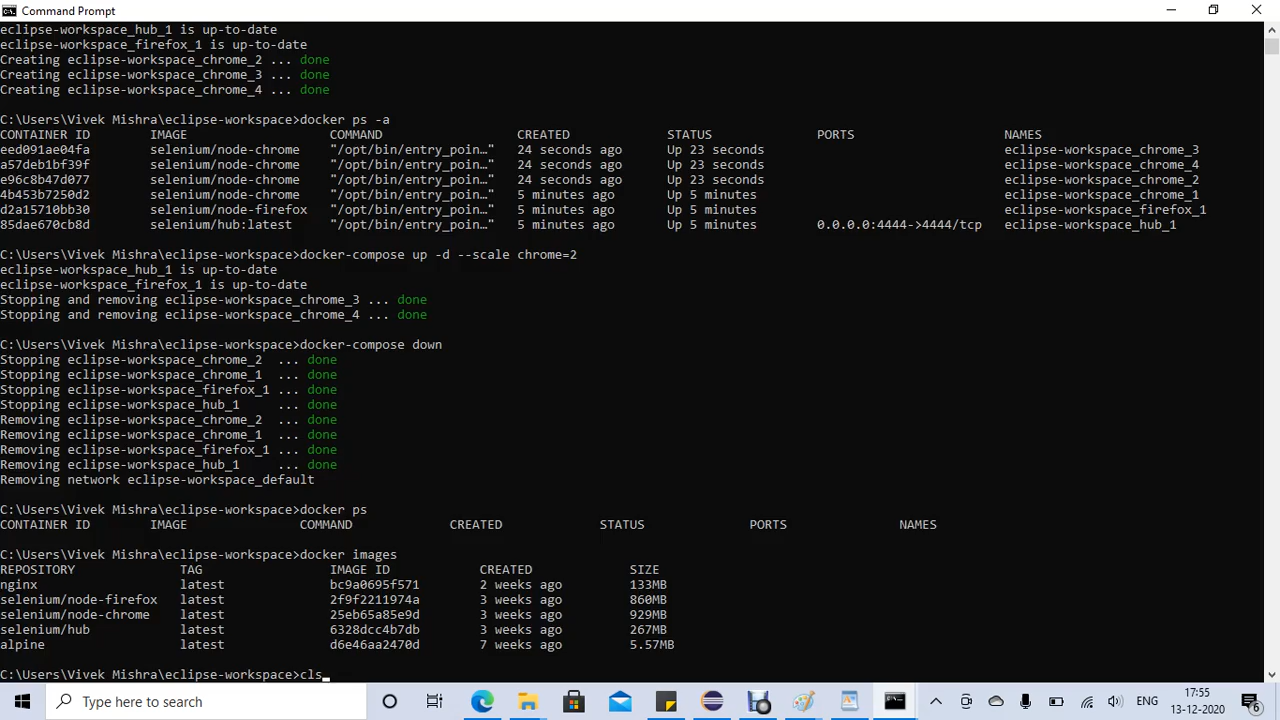 Command Prompt
eclipse-workspace_hub_1 is up-to-date
eclipse-workspace_firefox_1 is up-to-date
Creating eclipse-workspace_chrome_2 ... done
Creating eclipse-workspace_chrome_3 ... done
Creating eclipse-workspace_chrome_4 ... done
C:\Users\Vivek Mishra\eclipse-workspace>docker ps -a
CONTAINER ID IMAGE COMMAND CREATED STATUS PORTS NAMES
eed091ae04fa selenium/node-chrome "/opt/bin/entry_poin…" 24 seconds ago Up 23 seconds eclipse-workspace_chrome_3
a57deb1bf39f selenium/node-chrome "/opt/bin/entry_poin…" 24 seconds ago Up 23 seconds eclipse-workspace_chrome_4
e96c8b47d077 selenium/node-chrome "/opt/bin/entry_poin…" 24 seconds ago Up 23 seconds eclipse-workspace_chrome_2
4b453b7250d2 selenium/node-chrome "/opt/bin/entry_poin…" 5 minutes ago Up 5 minutes eclipse-workspace_chrome_1
d2a15710bb30 selenium/node-firefox "/opt/bin/entry_poin…" 5 minutes ago Up 5 minutes eclipse-workspace_firefox_1
85dae670cb8d selenium/hub:latest "/opt/bin/entry_poin…" 5 minutes ago Up 5 minutes 0.0.0.0:4444->4444/tcp eclipse-workspace_hub_1
C:\Users\Vivek Mishra\eclipse-workspace>docker-compose up -d --scale chrome=2
eclipse-workspace_hub_1 is up-to-date
eclipse-workspace_firefox_1 is up-to-date
Stopping and removing eclipse-workspace_chrome_3 ... done
Stopping and removing eclipse-workspace_chrome_4 ... done
C:\Users\Vivek Mishra\eclipse-workspace>docker-compose down
Stopping eclipse-workspace_chrome_2 ... done
Stopping eclipse-workspace_chrome_1 ... done
Stopping eclipse-workspace_firefox_1 ... done
Stopping eclipse-workspace_hub_1 ... done
Removing eclipse-workspace_chrome_2 ... done
Removing eclipse-workspace_chrome_1 ... done
Removing eclipse-workspace_firefox_1 ... done
Removing eclipse-workspace_hub_1 ... done
Removing network eclipse-workspace_default
C:\Users\Vivek Mishra\eclipse-workspace>docker ps
CONTAINER ID IMAGE COMMAND CREATED STATUS PORTS NAMES
C:\Users\Vivek Mishra\eclipse-workspace>docker images
REPOSITORY TAG IMAGE ID CREATED SIZE
nginx latest bc9a0695f571 2 weeks ago 133MB
selenium/node-firefox latest 2f9f2211974a 3 weeks ago 860MB
selenium/node-chrome latest 25eb65a85e9d 3 weeks ago 929MB
selenium/hub latest 6328dcc4b7db 3 weeks ago 267MB
alpine latest d6e46aa2470d 7 weeks ago 5.57MB
C:\Users\Vivek Mishra\eclipse-workspace>cls
Type here to search
ENG
17:55
13-12-2020
6